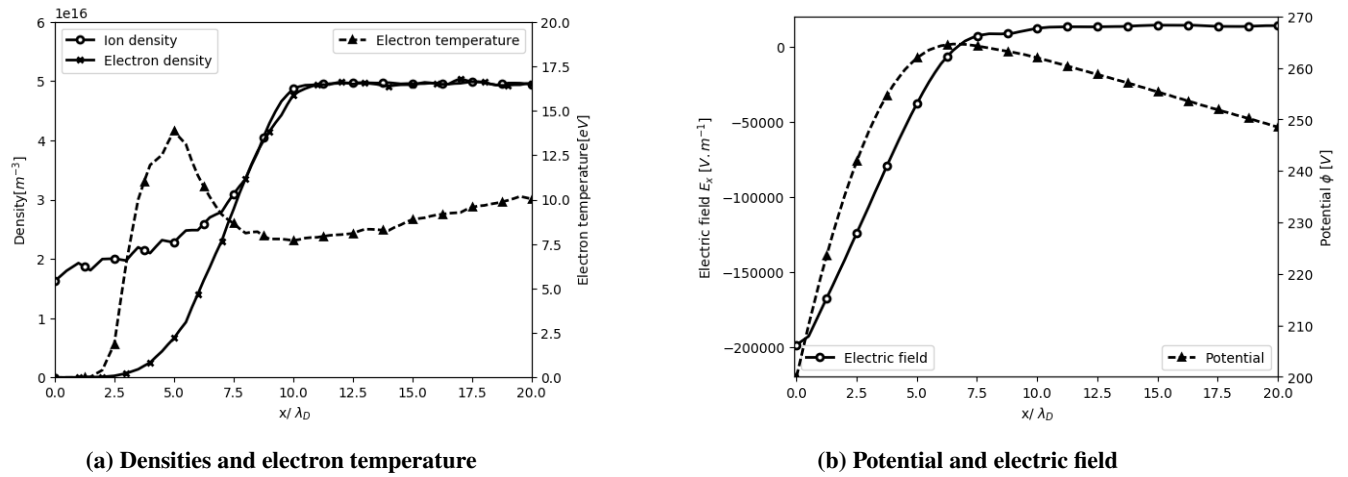 1e16
Ion density
Electron density
Electron temperature
6
5
4
3
2
1
0
20.0
17.5
15.0
12.5
10.0
7.5
5.0
2.5
0.0
Density[m⁻³]
Electron temperature[eV]
0.0 2.5 5.0 7.5 10.0 12.5 15.0 17.5 20.0
x/ λ_D
(a) Densities and electron temperature
0
−50000
−100000
−150000
−200000
270
260
250
240
230
220
210
200
Electric field E_x [V.m⁻¹]
Potential ϕ [V]
Electric field
Potential
0.0 2.5 5.0 7.5 10.0 12.5 15.0 17.5 20.0
x/ λ_D
(b) Potential and electric field